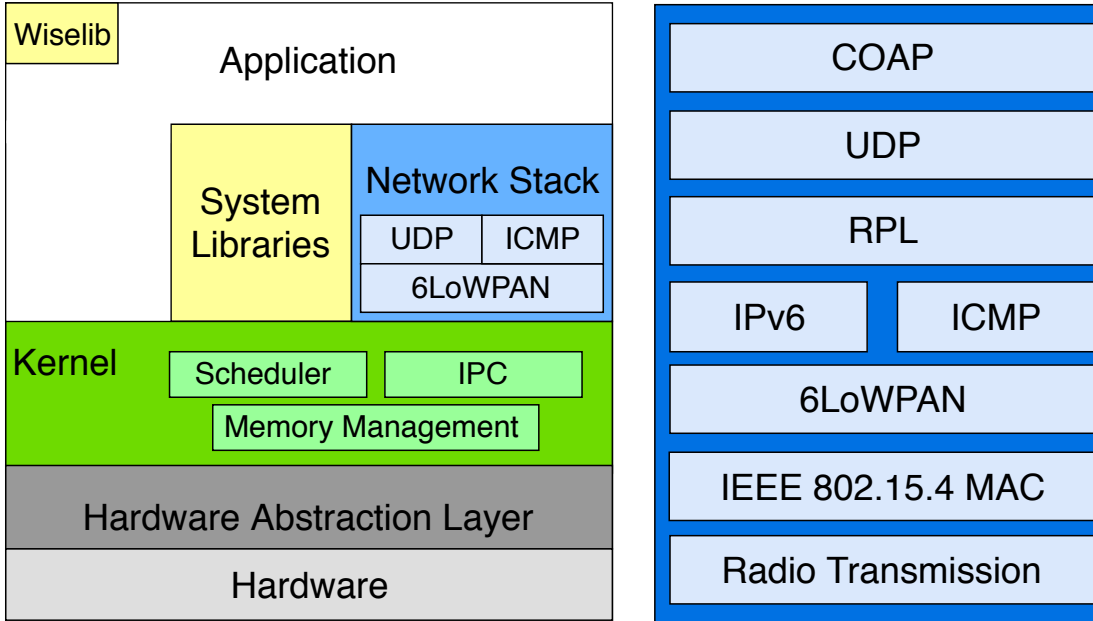 Wiselib
Application
System
Libraries
Network Stack
UDP
ICMP
6LoWPAN
Kernel
Scheduler
IPC
Memory Management
Hardware Abstraction Layer
Hardware
COAP
UDP
RPL
IPv6
ICMP
6LoWPAN
IEEE 802.15.4 MAC
Radio Transmission